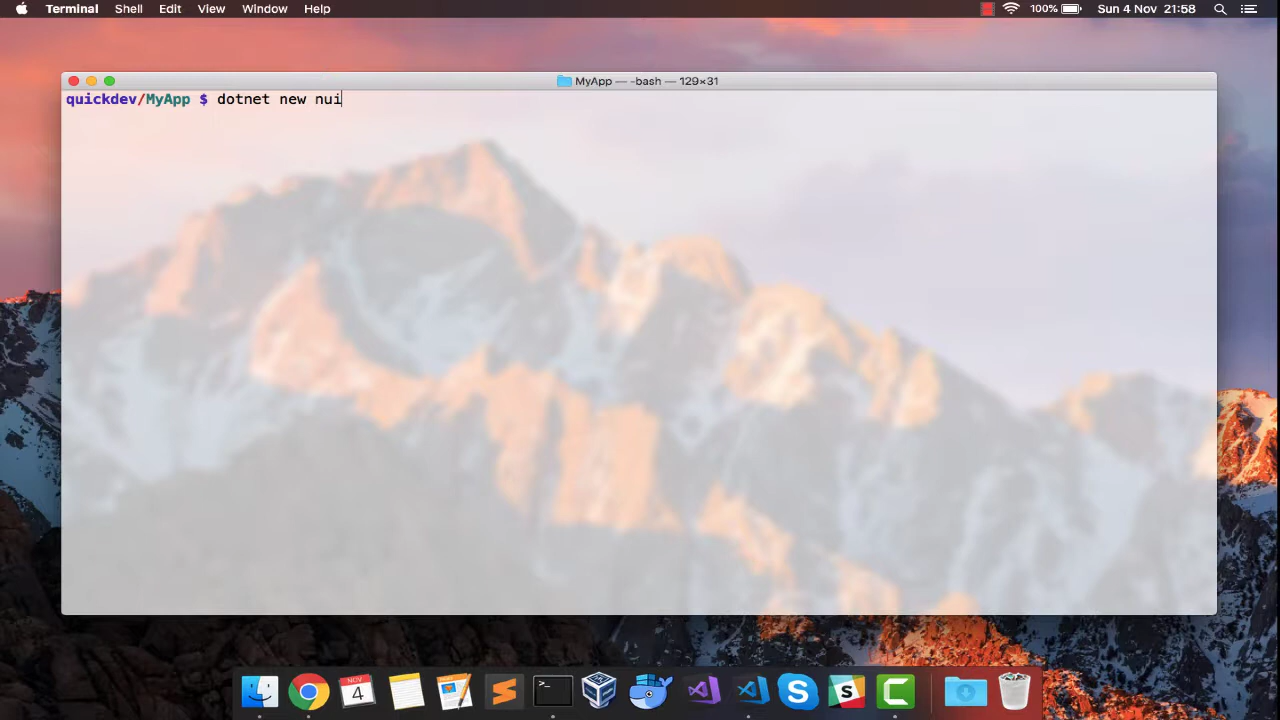 Terminal Shell Edit View Window Help 100% Sun 4 Nov 21:58
MyApp — -bash — 129×31
quickdev/MyApp $ dotnet new nui
NOV
4
>_
S
S
C